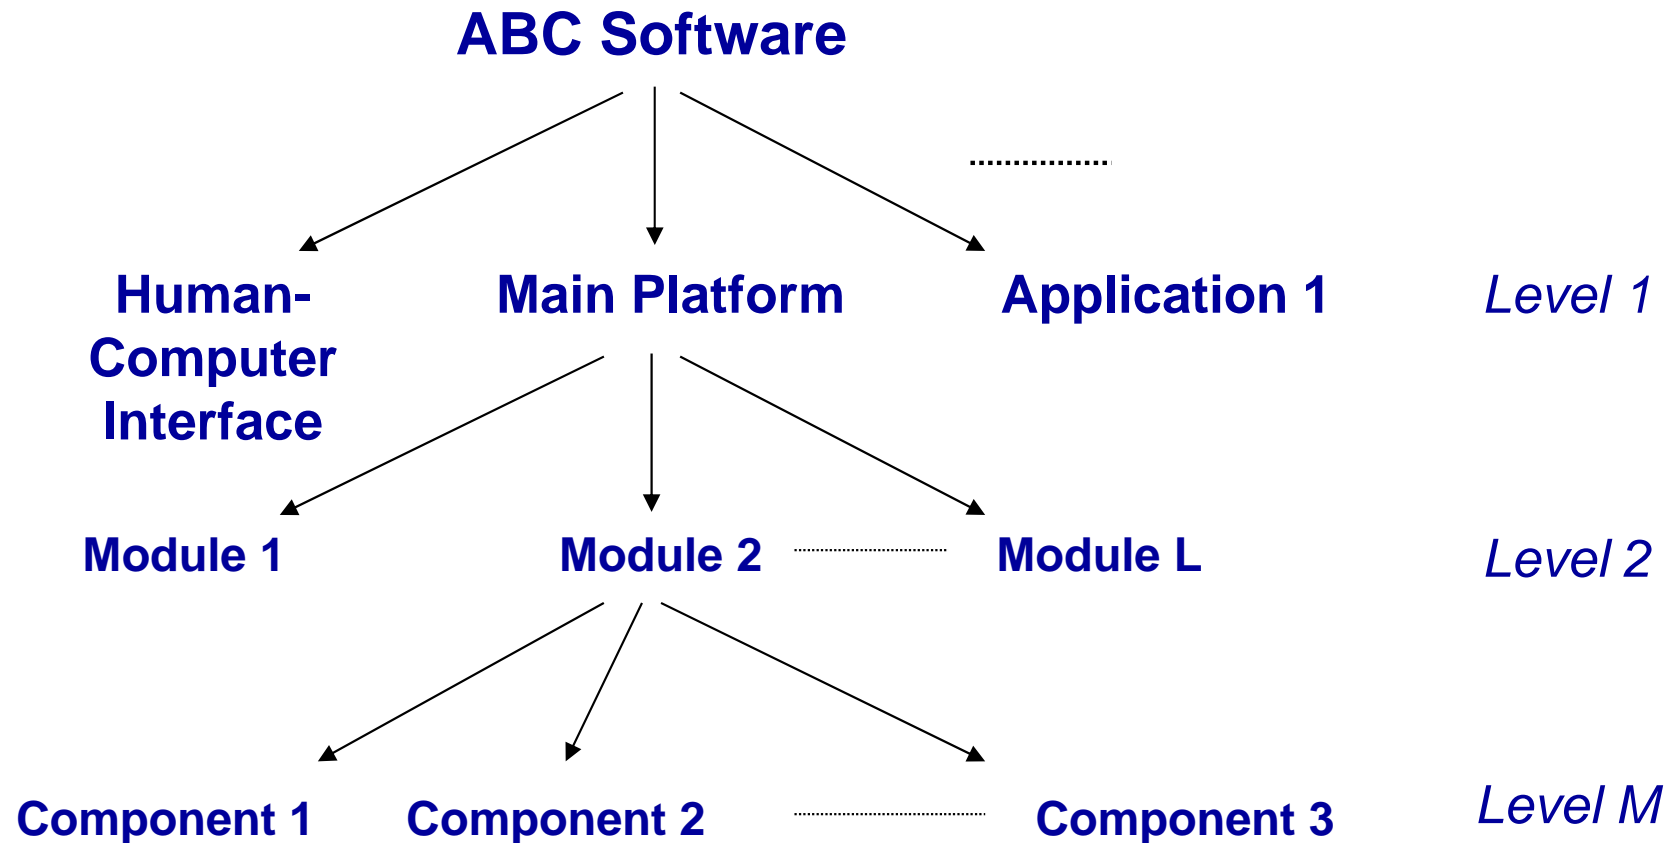 ABC Software
Human-
Computer
Interface
Main Platform
Application 1
Level 1
Module 1
Module 2
Module L
Level 2
Component 1
Component 2
Component 3
Level M